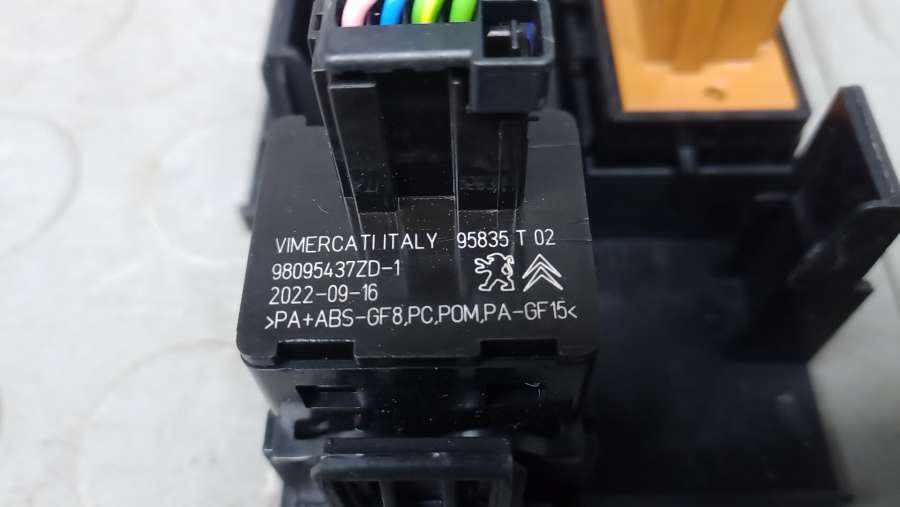 VIMERCATI ITALY 95835 T 02
98095437ZD-1
2022-09-16
>PA+ABS-GF8,PC,POM,PA-GF15<